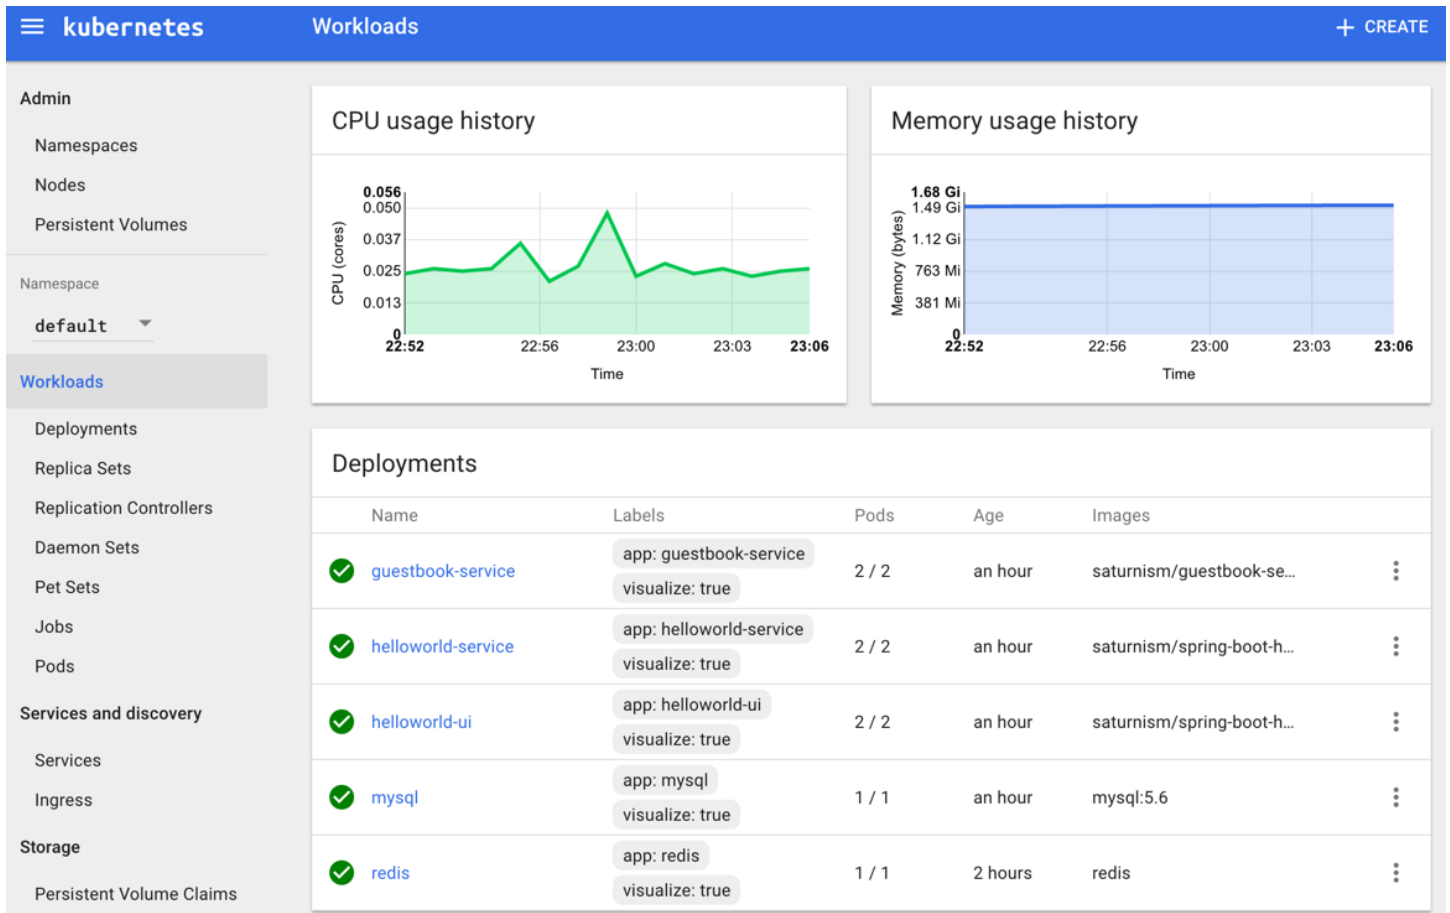 kubernetes
Workloads
+ CREATE
Admin
Namespaces
Nodes
Persistent Volumes
Namespace
default
Workloads
Deployments
Replica Sets
Replication Controllers
Daemon Sets
Pet Sets
Jobs
Pods
Services and discovery
Services
Ingress
Storage
Persistent Volume Claims
CPU usage history
CPU (cores)
0.056
0.050
0.037
0.025
0.013
0
22:52 22:56 23:00 23:03 23:06
Time
Memory usage history
Memory (bytes)
1.68 Gi
1.49 Gi
1.12 Gi
763 Mi
381 Mi
0
22:52 22:56 23:00 23:03 23:06
Time
Deployments
Name Labels Pods Age Images
guestbook-service app: guestbook-service 2 / 2 an hour saturnism/guestbook-se...
visualize: true
helloworld-service app: helloworld-service 2 / 2 an hour saturnism/spring-boot-h...
visualize: true
helloworld-ui app: helloworld-ui 2 / 2 an hour saturnism/spring-boot-h...
visualize: true
mysql app: mysql 1 / 1 an hour mysql:5.6
visualize: true
redis app: redis 1 / 1 2 hours redis
visualize: true